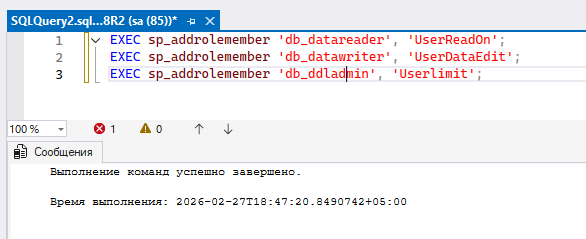 SQLQuery2.sql...8R2 (sa (85))*
1 EXEC sp_addrolemember 'db_datareader', 'UserReadOn';
2 EXEC sp_addrolemember 'db_datawriter', 'UserDataEdit';
3 EXEC sp_addrolemember 'db_ddladmin', 'Userlimit';
100 % 1 0
Сообщения
Выполнение команд успешно завершено.
Время выполнения: 2026-02-27T18:47:20.8490742+05:00